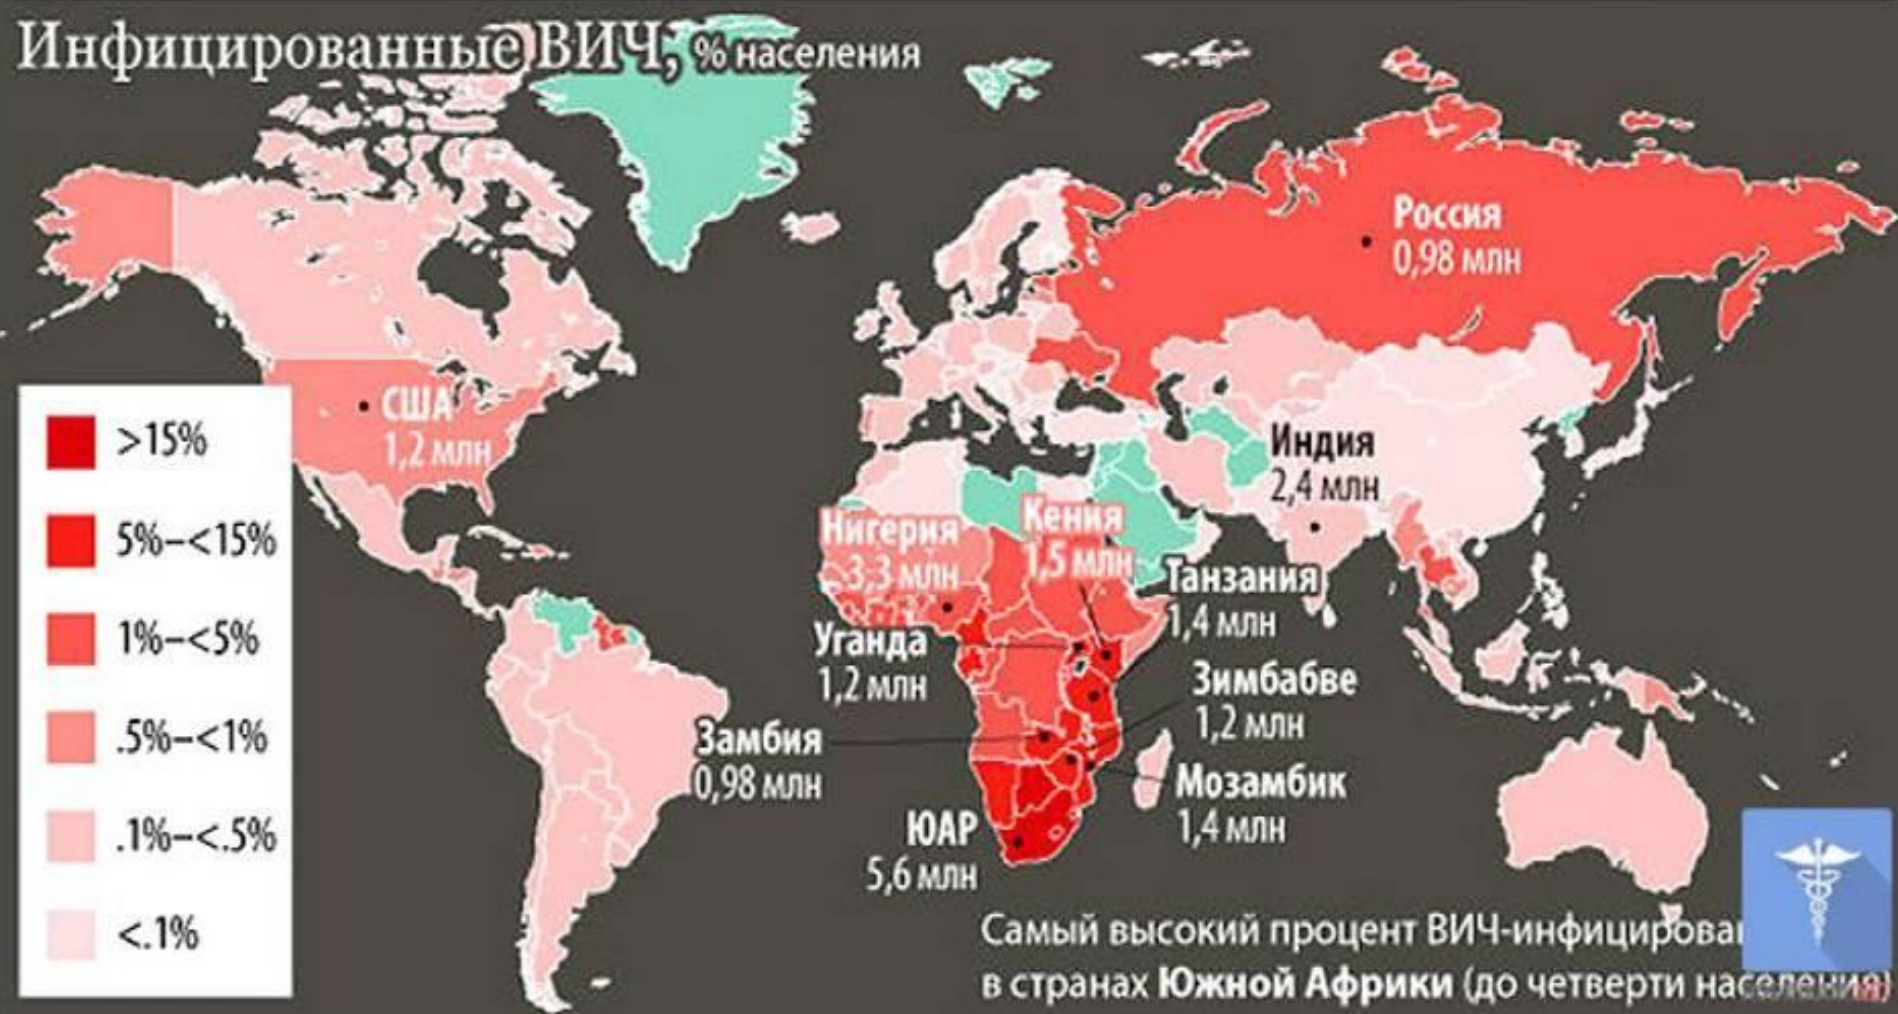 Инфицированные ВИЧ, % населения
Россия
0,98 млн
США
1,2 млн
>15%
5%–<15%
1%–<5%
.5%–<1%
.1%–<.5%
<.1%
Индия
2,4 млн
Нигерия
3,3 млн
Кения
1,5 млн
Танзания
1,4 млн
Уганда
1,2 млн
Зимбабве
1,2 млн
Замбия
0,98 млн
Мозамбик
1,4 млн
ЮАР
5,6 млн
Самый высокий процент
в странах Южной Африки (до четверти населения)